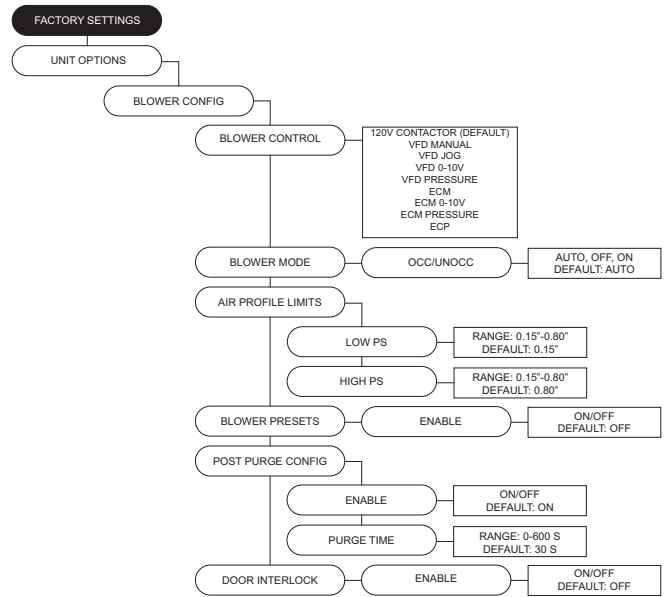 FACTORY SETTINGS
UNIT OPTIONS
BLOWER CONFIG
BLOWER CONTROL
120V CONTACTOR (DEFAULT)
VFD MANUAL
VFD JOG
VFD 0-10V
VFD PRESSURE
ECM
ECM 0-10V
ECM PRESSURE
ECP
BLOWER MODE
OCC/UNOCC
AUTO, OFF, ON
DEFAULT: AUTO
AIR PROFILE LIMITS
LOW PS
RANGE: 0.15”-0.80”
DEFAULT: 0.15”
HIGH PS
RANGE: 0.15”-0.80”
DEFAULT: 0.80”
BLOWER PRESETS
ENABLE
ON/OFF
DEFAULT: OFF
POST PURGE CONFIG
ENABLE
ON/OFF
DEFAULT: ON
PURGE TIME
RANGE: 0-600 S
DEFAULT: 30 S
DOOR INTERLOCK
ENABLE
ON/OFF
DEFAULT: OFF